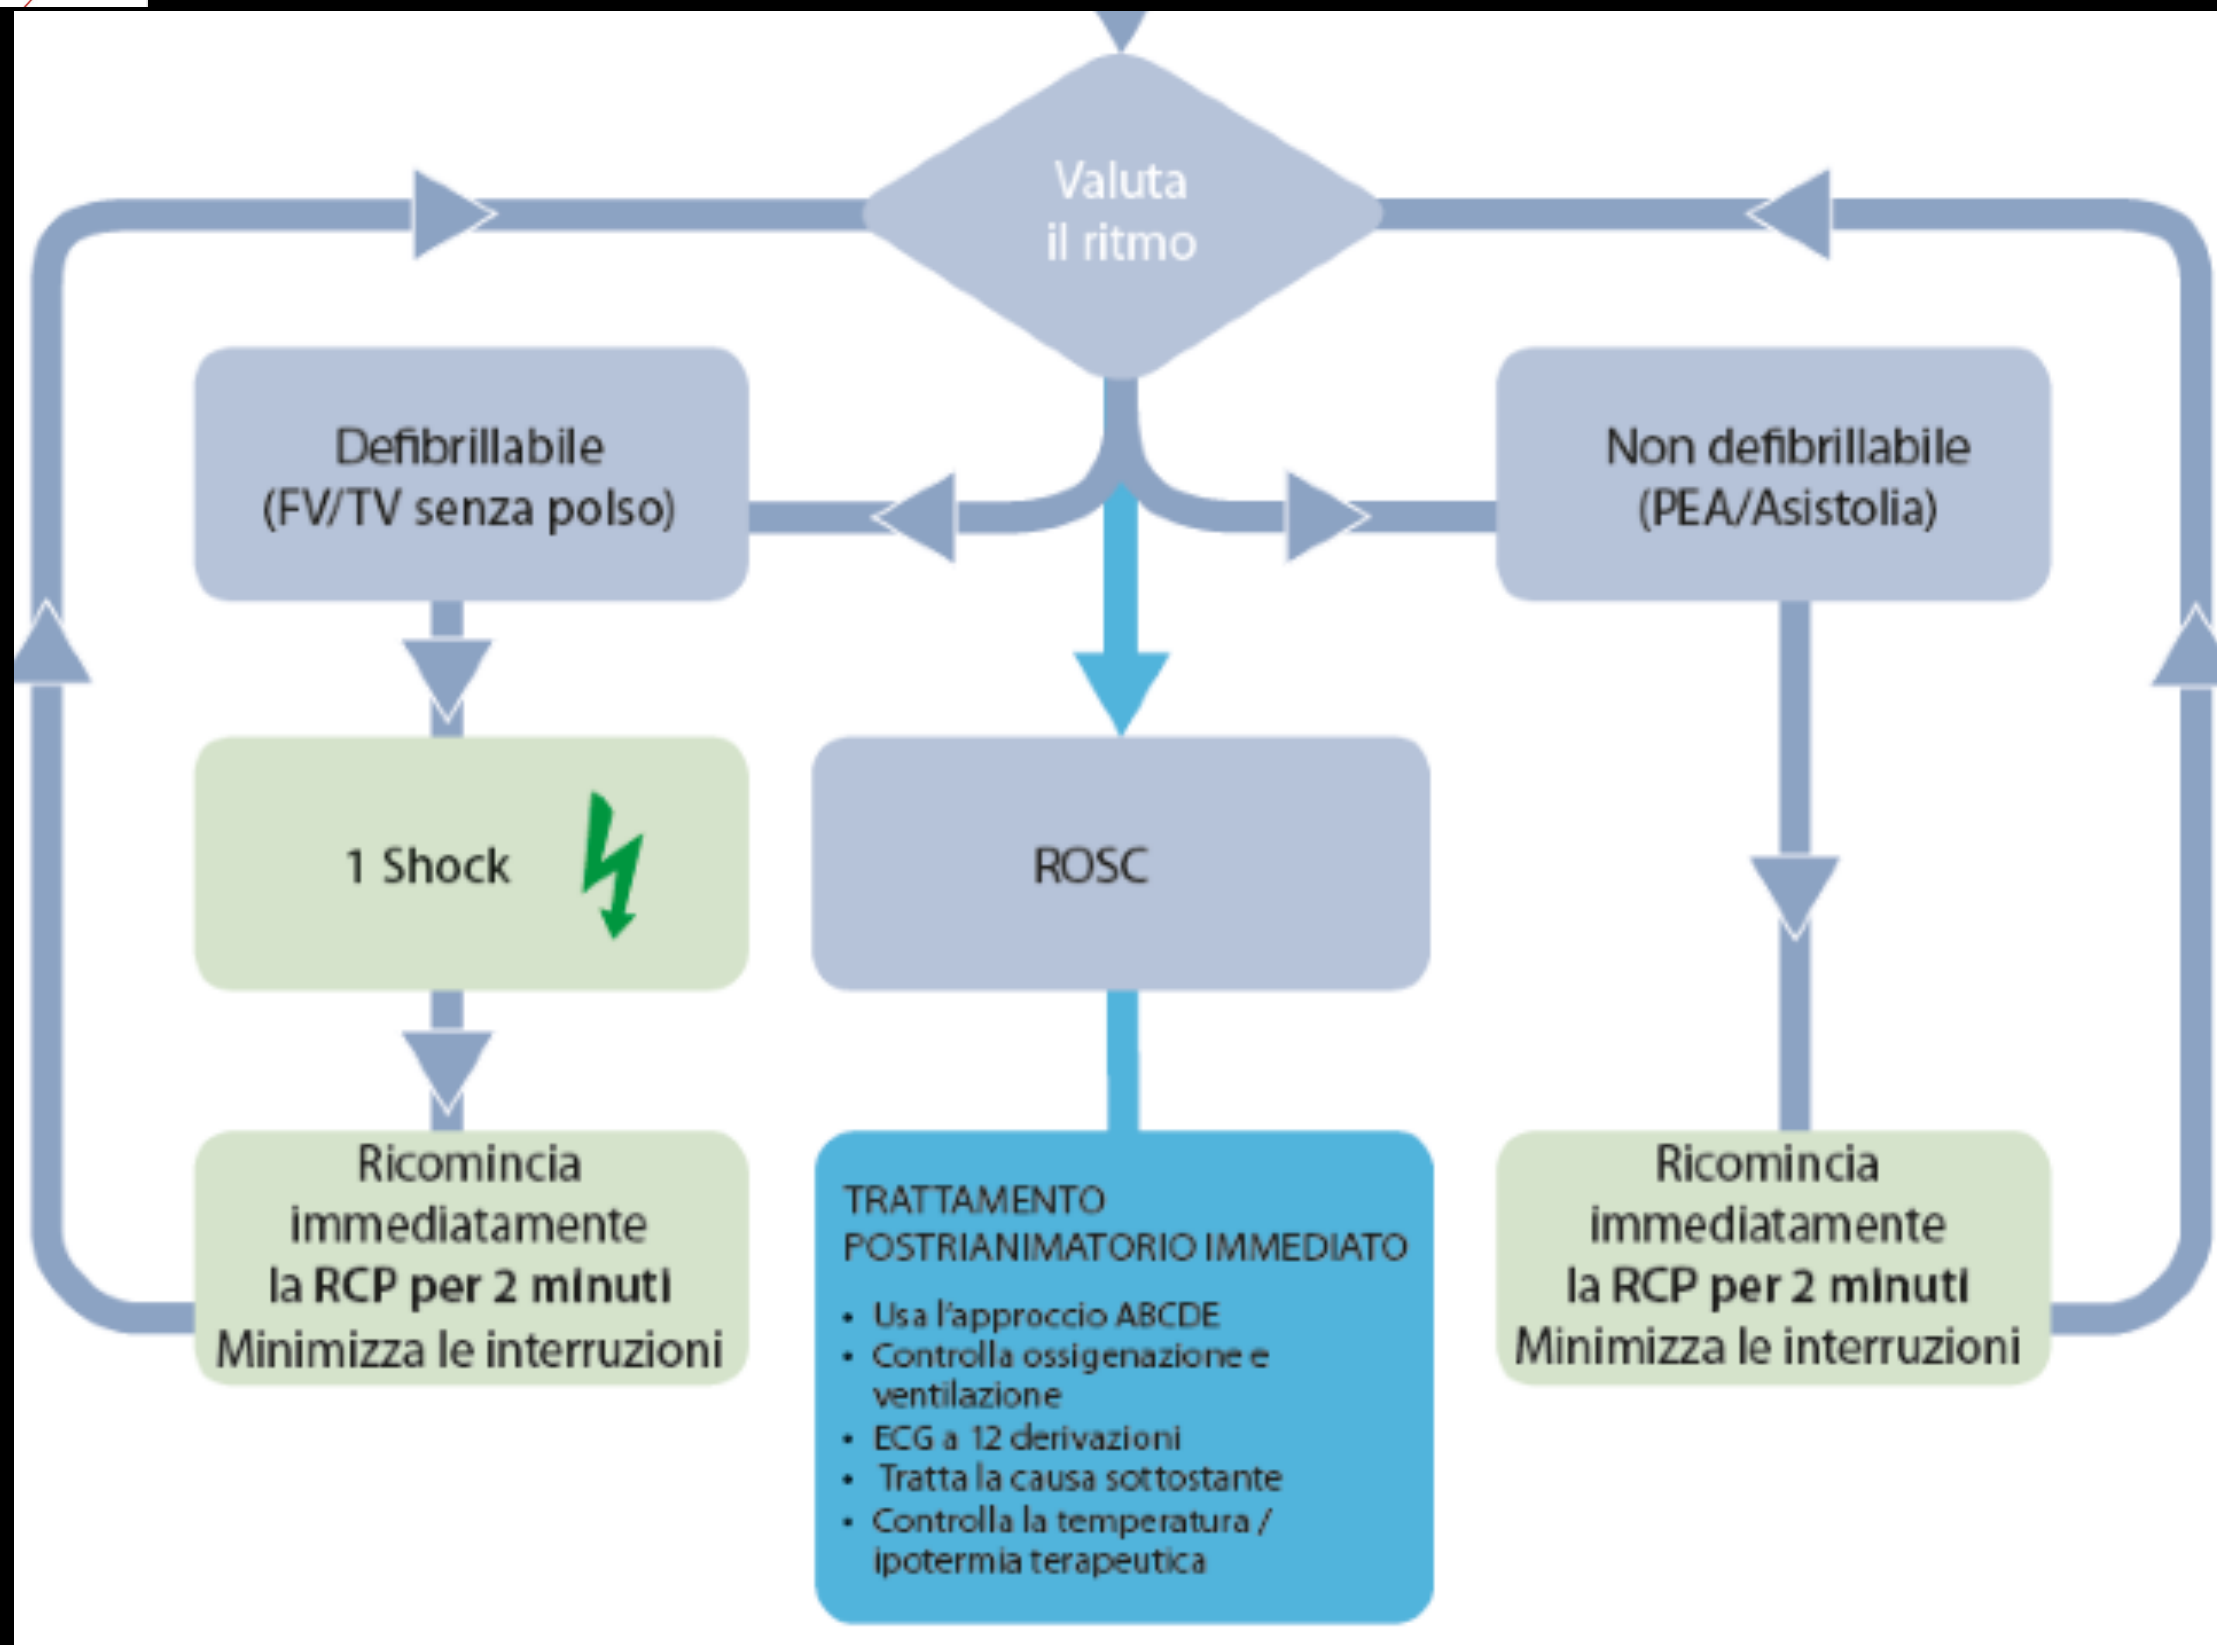 Valuta
il ritmo
Defibrillabile
(FV/TV senza polso)
Non defibrillabile
(PEA/Asistolia)
1 Shock
ROSC
Ricomincia
immediatamente
la RCP per 2 minuti
Minimizza le interruzioni
TRATTAMENTO
POSTRIANIMATORIO IMMEDIATO
• Usa l'approccio ABCDE
• Controlla ossigenazione e
ventilazione
• ECG a 12 derivazioni
• Tratta la causa sottostante
• Controlla la temperatura /
ipotermia terapeutica
Ricomincia
immediatamente
la RCP per 2 minuti
Minimizza le interruzioni